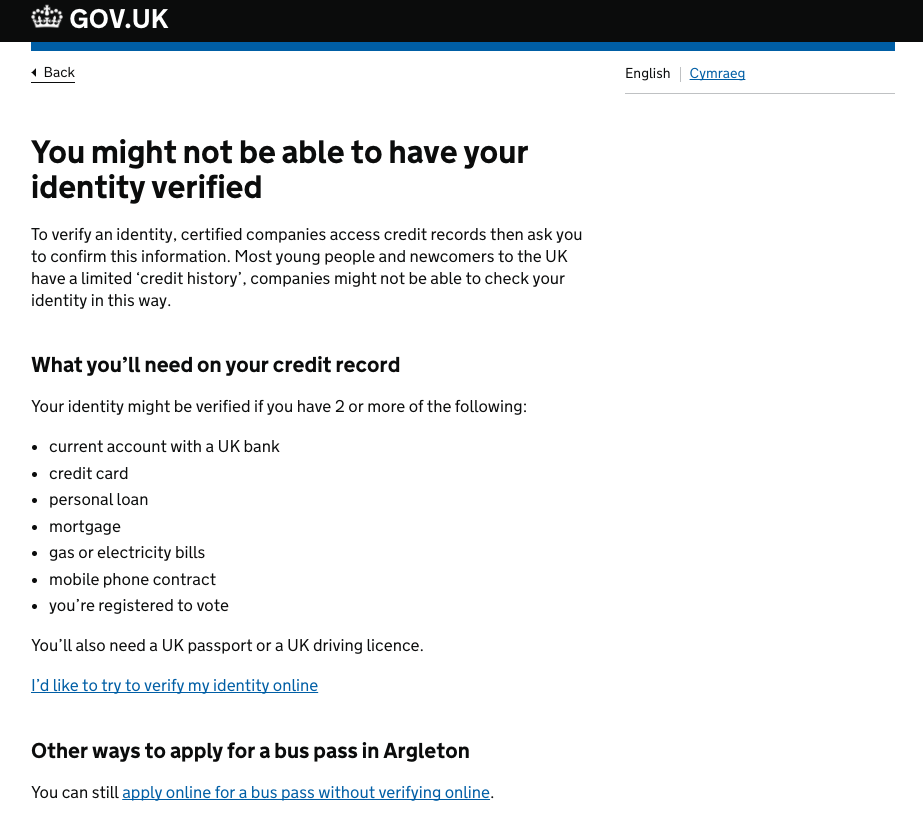 GOV.UK
Back
English | Cymraeg
You might not be able to have your
identity verified
To verify an identity, certified companies access credit records then ask you
to confirm this information. Most young people and newcomers to the UK
have a limited ‘credit history’, companies might not be able to check your
identity in this way.
What you’ll need on your credit record
Your identity might be verified if you have 2 or more of the following:
• current account with a UK bank
• credit card
• personal loan
• mortgage
• gas or electricity bills
• mobile phone contract
• you’re registered to vote
You’ll also need a UK passport or a UK driving licence.
I’d like to try to verify my identity online
Other ways to apply for a bus pass in Argleton
You can still apply online for a bus pass without verifying online.